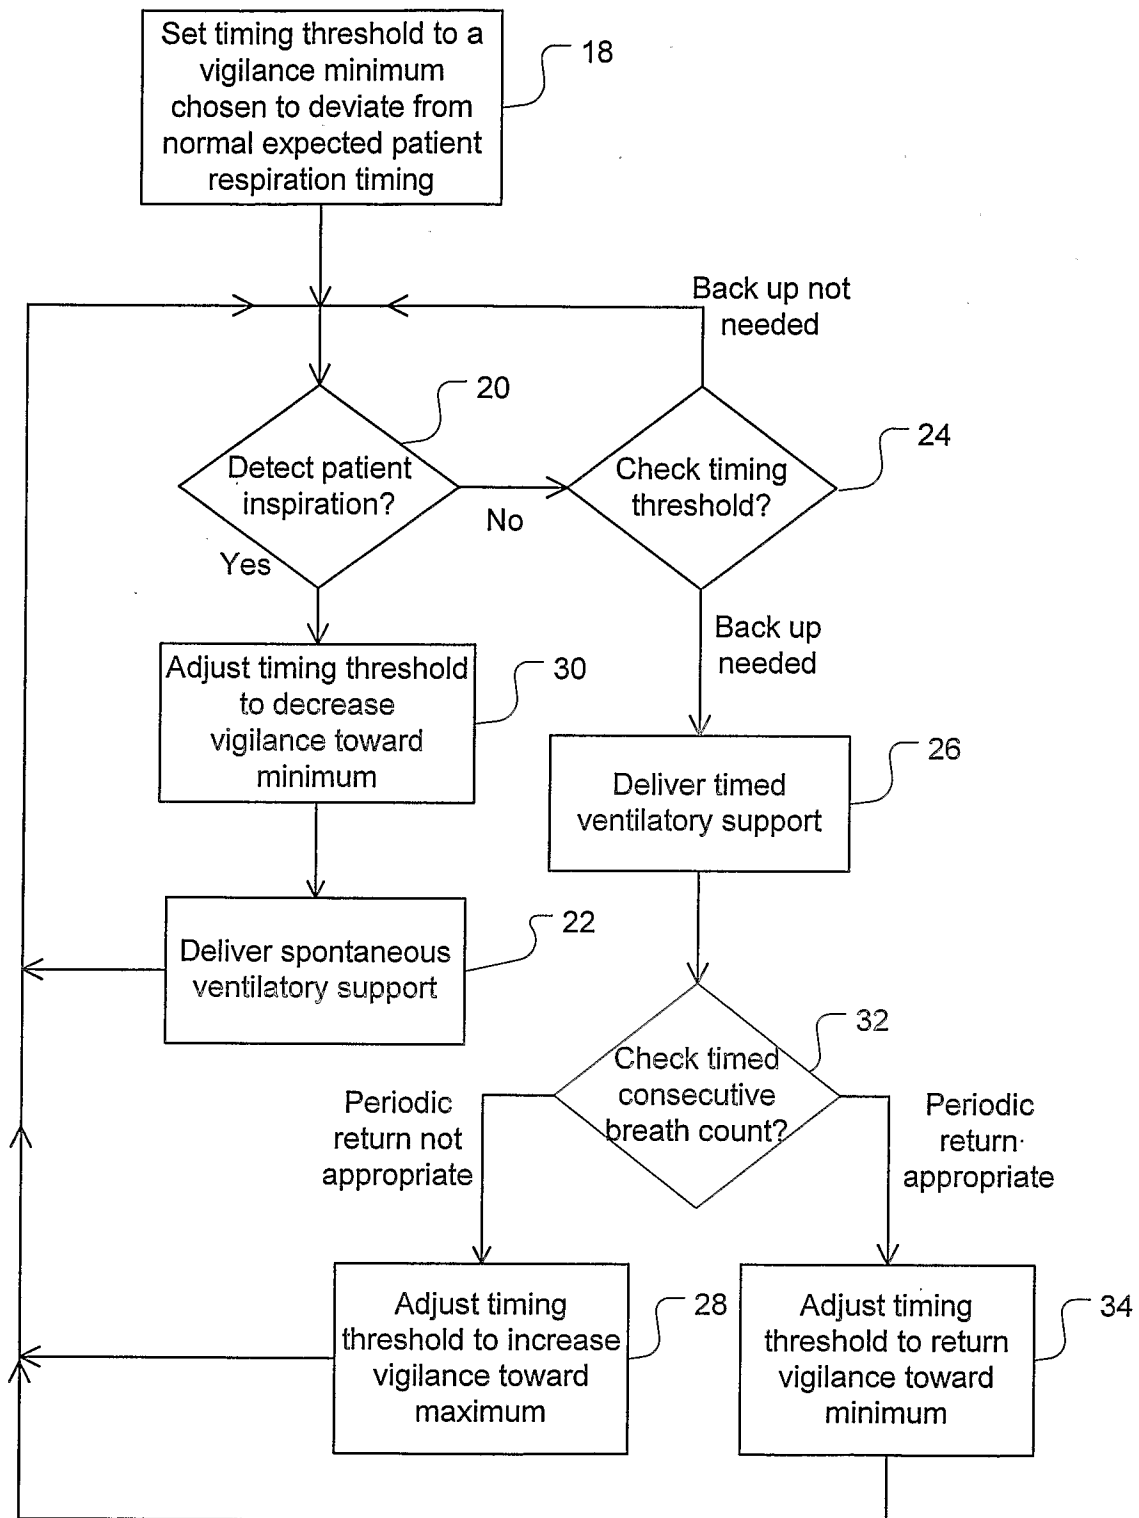 Set timing threshold to a
vigilance minimum
chosen to deviate from
normal expected patient
respiration timing
18
Back up not
needed
20
Detect patient
inspiration?
No
Yes
24
Check timing
threshold?
Back up
needed
Adjust timing threshold
to decrease
vigilance toward
minimum
30
26
Deliver timed
ventilatory support
22
Deliver spontaneous
ventilatory support
32
Check timed
consecutive
breath count?
Periodic
return not
appropriate
Periodic
return
appropriate
Adjust timing
threshold to increase
vigilance toward
maximum
28
Adjust timing
threshold to return
vigilance toward
minimum
34